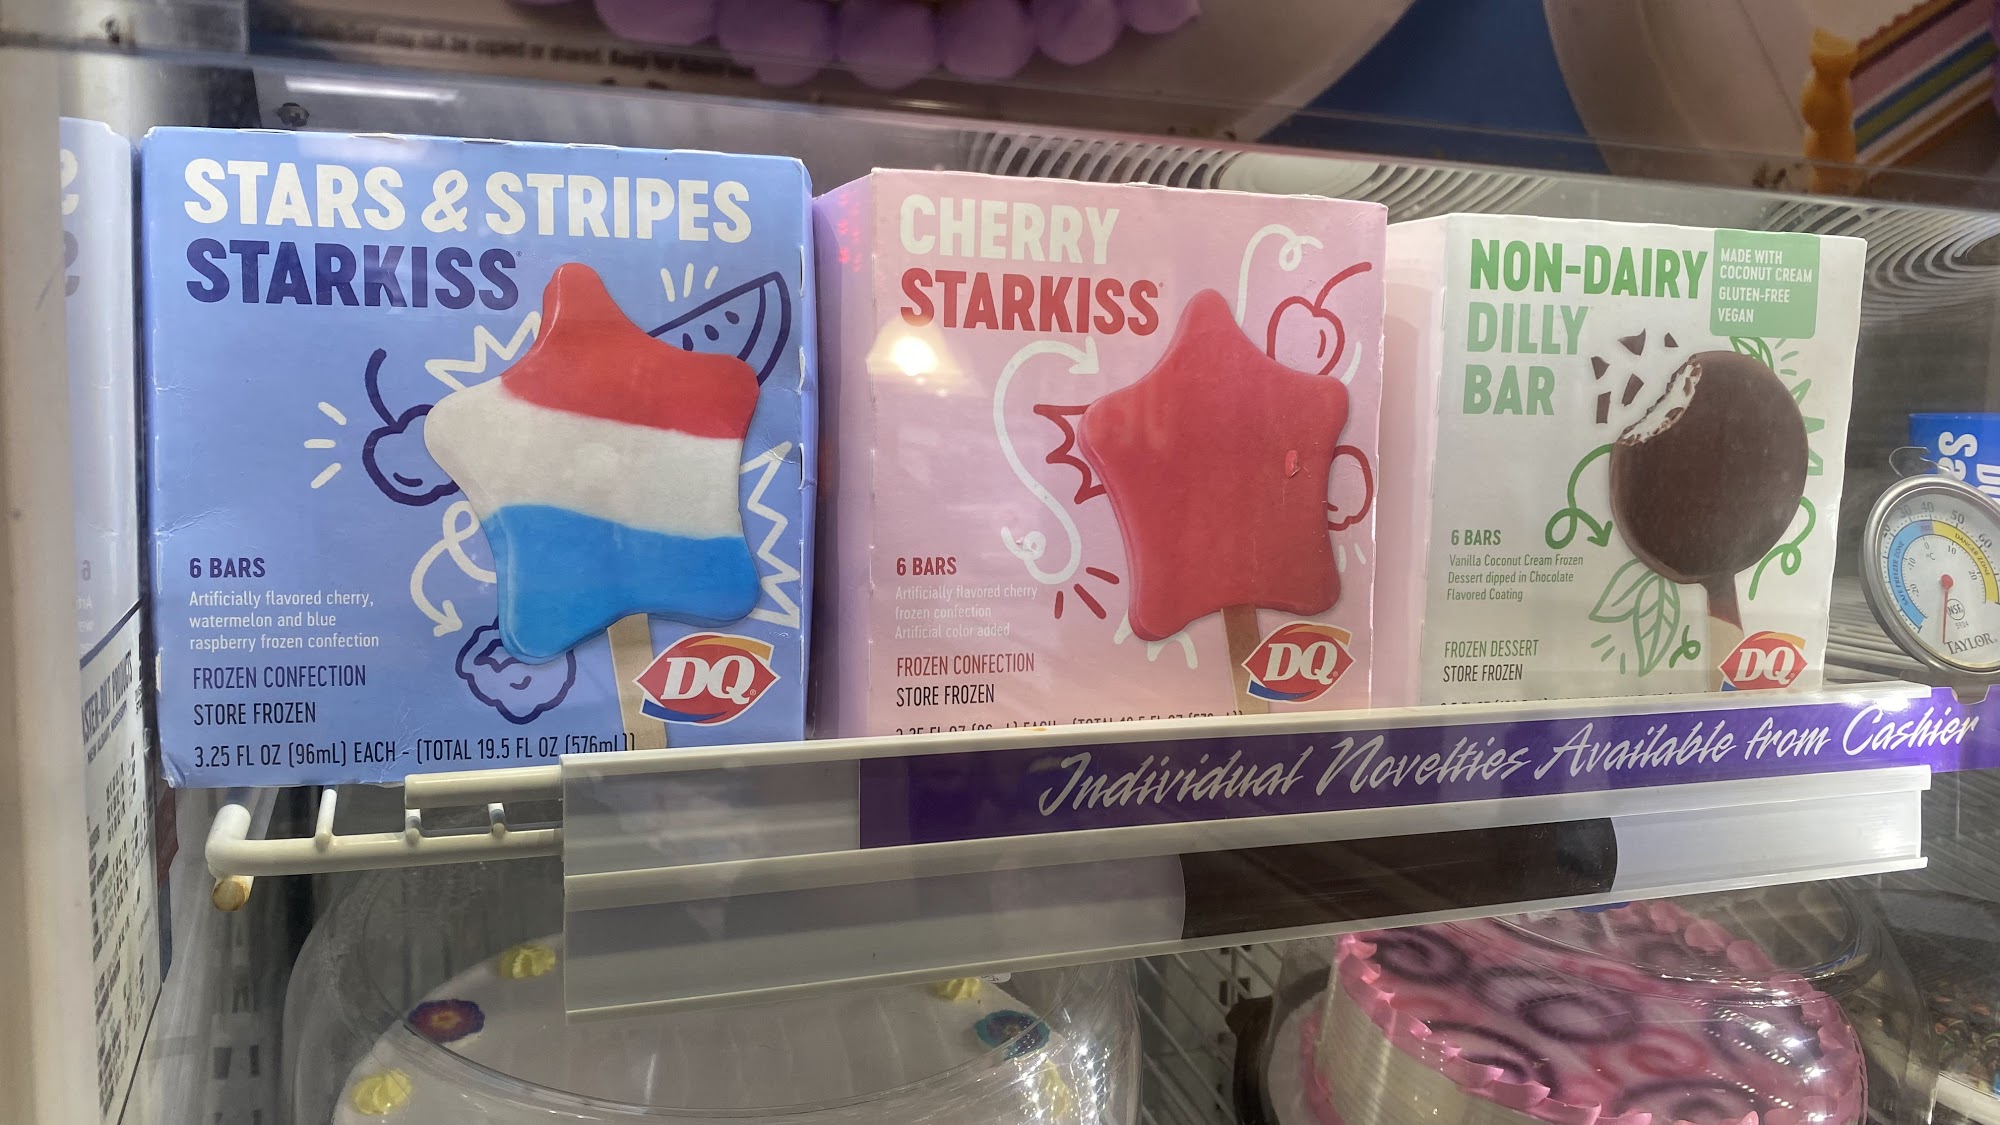 STARS & STRIPES
STARKISS
6 BARS
Artificially flavored cherry,
watermelon and blue
raspberry frozen confection
FROZEN CONFECTION
STORE FROZEN
3.25 FL OZ (96mL) EACH - (TOTAL 19.5 FL OZ (576mL))
DQ
CHERRY
STARKISS
6 BARS
Artificially flavored cherry
frozen confection
Artificial color added
FROZEN CONFECTION
STORE FROZEN
DQ
NON-DAIRY
DILLY
BAR
MADE WITH
COCONUT CREAM
GLUTEN-FREE
VEGAN
6 BARS
Vanilla Coconut Cream Frozen
Dessert dipped in Chocolate
Flavored Coating
FROZEN DESSERT
STORE FROZEN
DQ
Individual Novelties Available from Cashier
DANGER ZONE
NSF
TAYLOR